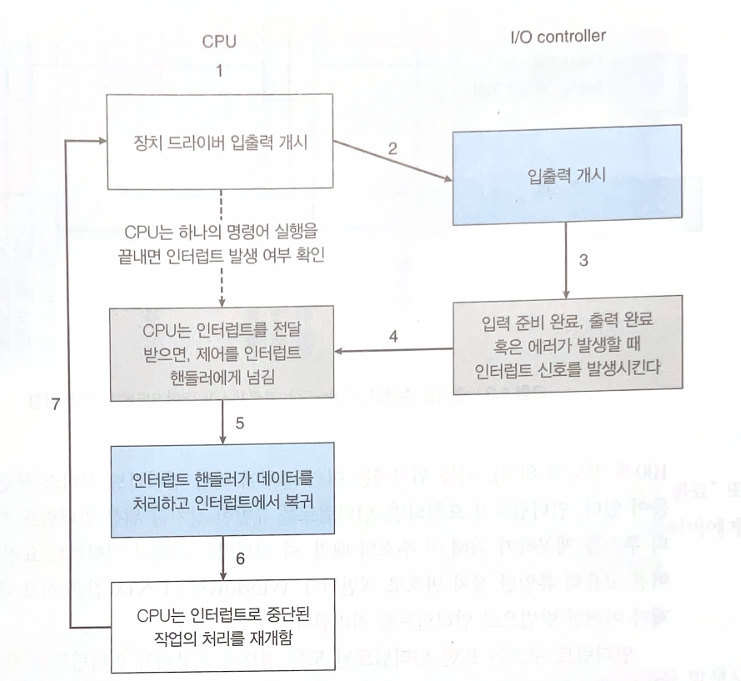 CPU
I/O controller
1
장치 드라이버 입출력 개시
2
입출력 개시
CPU는 하나의 명령어 실행을
끝내면 인터럽트 발생 여부 확인
3
CPU는 인터럽트를 전달
받으면, 제어를 인터럽트
핸들러에게 넘김
4
입력 준비 완료, 출력 완료
혹은 에러가 발생할 때
인터럽트 신호를 발생시킨다
7
5
인터럽트 핸들러가 데이터를
처리하고 인터럽트에서 복귀
6
CPU는 인터럽트로 중단된
작업의 처리를 재개함